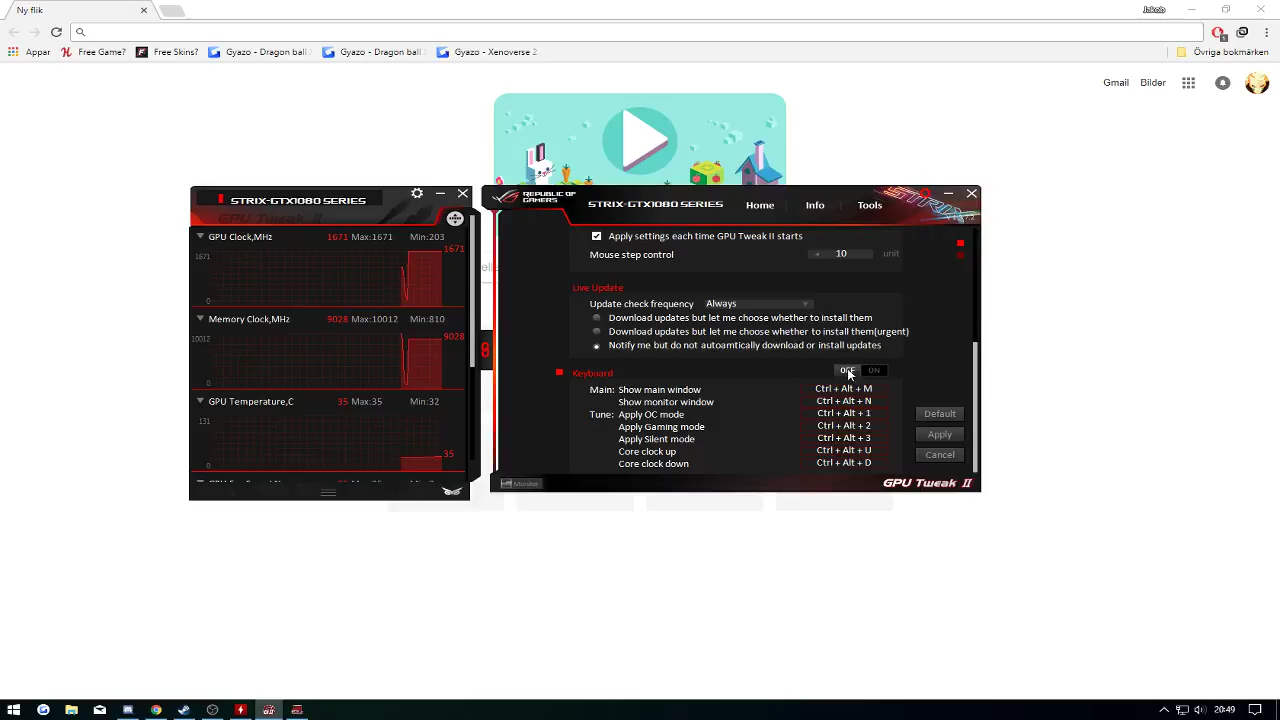 Ny flik
Jakob
Appar Free Game? Free Skins? Gyazo - Dragon ball Gyazo - Dragon ball Gyazo - Xenoverse 2 Övriga bokmärken
Gmail Bilder
STRIX-GTX1080 SERIES
GPU Tweak II
GPU Clock,MHz 1671 Max:1671 Min:203
1671
1671
0
Memory Clock,MHz 9028 Max:10012 Min:810
9028
10012
0
GPU Temperature,C 35 Max:35 Min:32
131
35
0
REPUBLIC OF
GAMERS
STRIX-GTX1080 SERIES Home Info Tools
STRIX
Apply settings each time GPU Tweak II starts
Mouse step control 10 unit
Live Update
Update check frequency Always
Download updates but let me choose whether to install them
Download updates but let me choose whether to install them(urgent)
Notify me but do not autoamtically download or install updates
Keyboard OFF ON
Main: Show main window Ctrl + Alt + M
Show monitor window Ctrl + Alt + N
Tune: Apply OC mode Ctrl + Alt + 1
Apply Gaming mode Ctrl + Alt + 2
Apply Silent mode Ctrl + Alt + 3
Core clock up Ctrl + Alt + U
Core clock down Ctrl + Alt + D
Default
Apply
Cancel
Monitor
GPU Tweak II
20:49